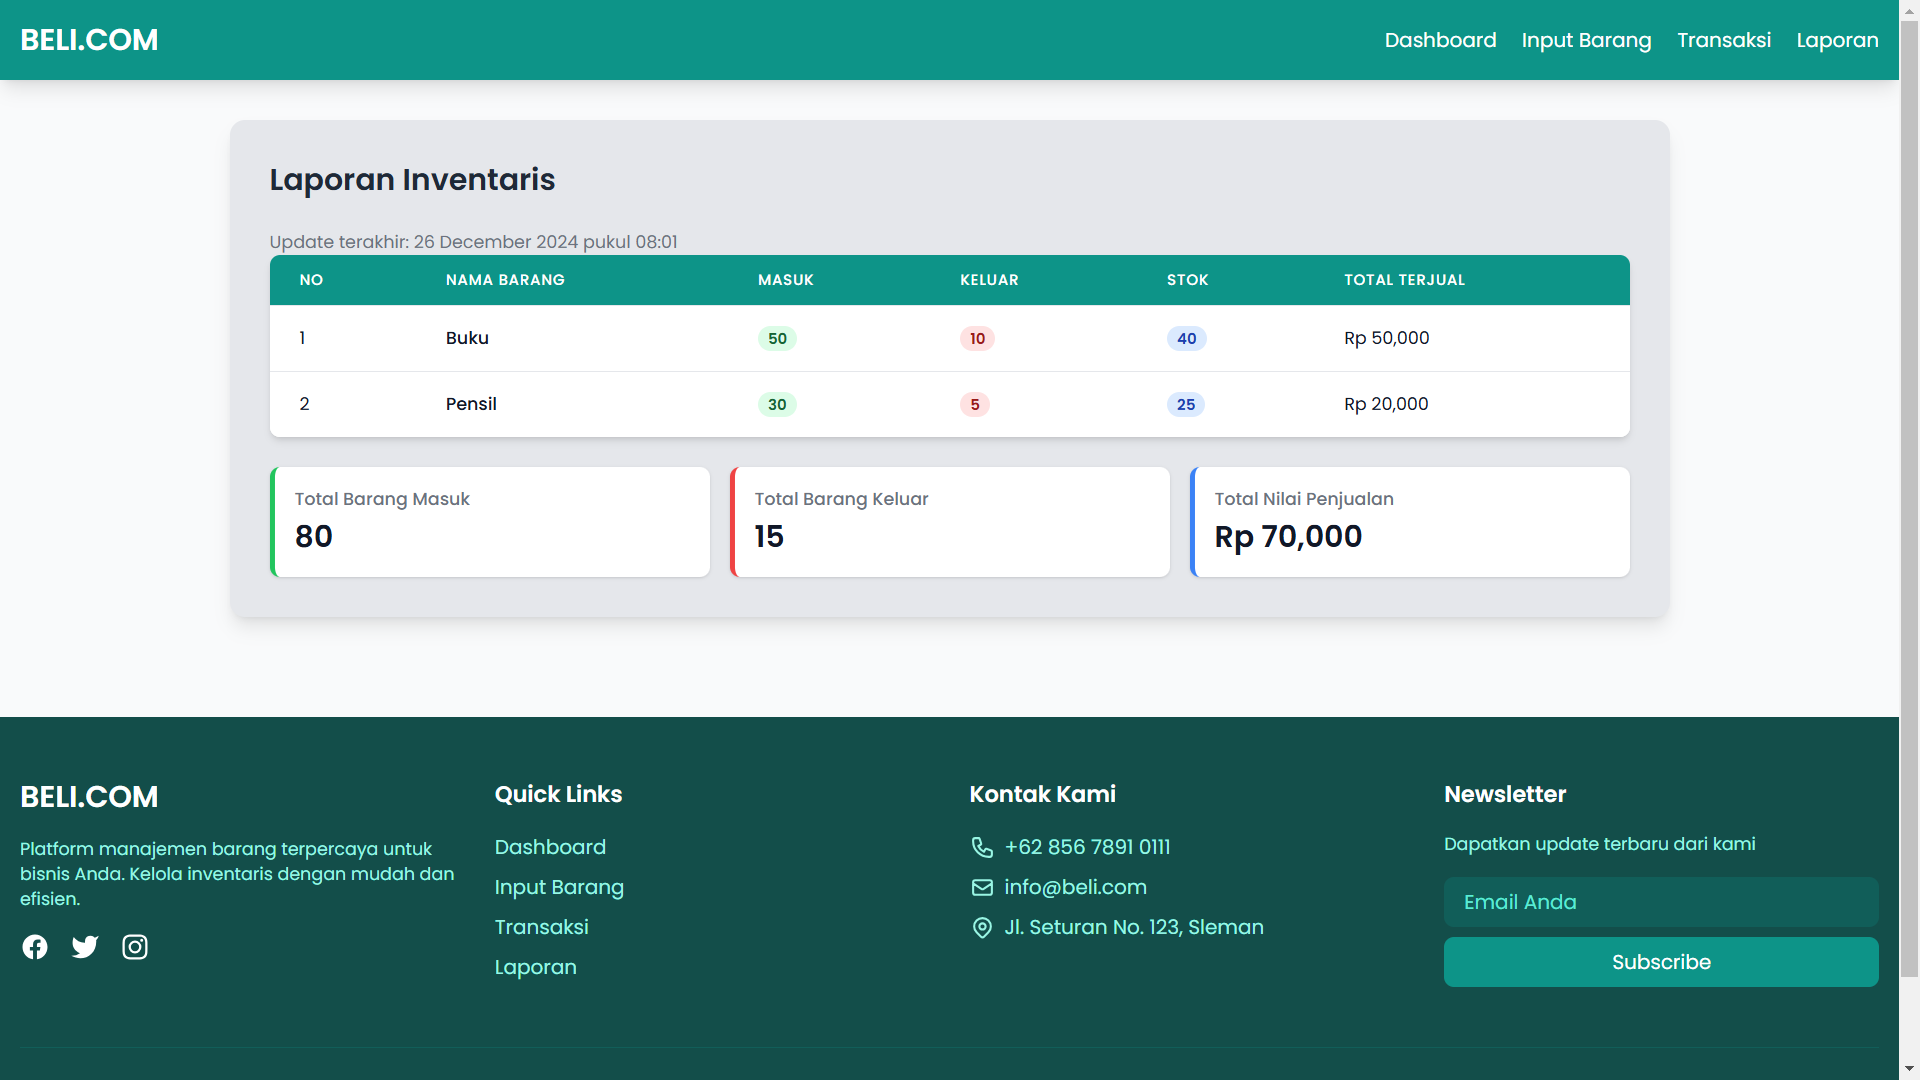 BELI.COM
Dashboard Input Barang Transaksi Laporan
Laporan Inventaris
Update terakhir: 26 December 2024 pukul 08:01
NO NAMA BARANG MASUK KELUAR STOK TOTAL TERJUAL
1 Buku 50 10 40 Rp 50,000
2 Pensil 30 5 25 Rp 20,000
Total Barang Masuk
80
Total Barang Keluar
15
Total Nilai Penjualan
Rp 70,000
BELI.COM
Platform manajemen barang terpercaya untuk
bisnis Anda. Kelola inventaris dengan mudah dan
efisien.
Quick Links
Dashboard
Input Barang
Transaksi
Laporan
Kontak Kami
+62 856 7891 0111
info@beli.com
Jl. Seturan No. 123, Sleman
Newsletter
Dapatkan update terbaru dari kami
Email Anda
Subscribe